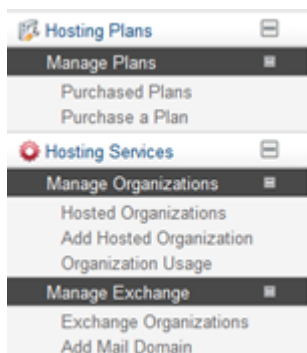 Hosting Plans
Manage Plans
Purchased Plans
Purchase a Plan
Hosting Services
Manage Organizations
Hosted Organizations
Add Hosted Organization
Organization Usage
Manage Exchange
Exchange Organizations
Add Mail Domain